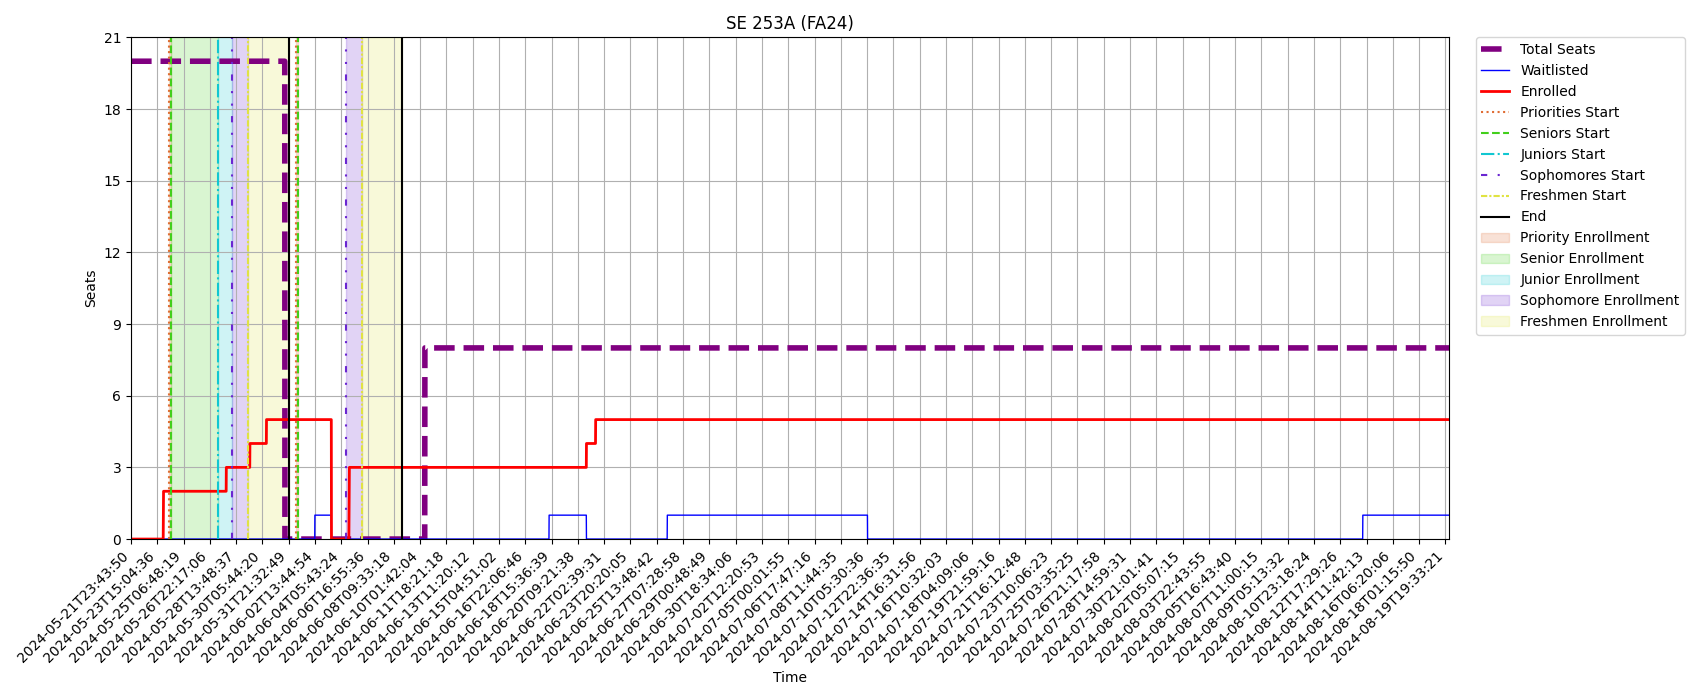 SE 253A (FA24)
21
18
15
12
9
6
3
0
Seats
2024-05-21T23:43:50
2024-05-23T15:04:36
2024-05-25T06:48:19
2024-05-26T22:17:06
2024-05-28T13:48:37
2024-05-30T05:44:20
2024-05-31T21:32:49
2024-06-02T13:44:54
2024-06-04T05:43:24
2024-06-06T16:55:36
2024-06-08T09:33:18
2024-06-10T01:42:04
2024-06-11T18:21:18
2024-06-13T11:20:12
2024-06-15T04:51:02
2024-06-16T22:06:46
2024-06-18T15:36:39
2024-06-20T09:21:38
2024-06-22T02:39:31
2024-06-23T20:20:05
2024-06-25T13:48:42
2024-06-27T07:28:58
2024-06-29T00:48:49
2024-06-30T18:34:06
2024-07-02T12:20:53
2024-07-05T00:01:55
2024-07-06T17:47:16
2024-07-08T11:44:35
2024-07-10T05:30:36
2024-07-12T22:36:35
2024-07-14T16:31:56
2024-07-16T10:32:03
2024-07-18T04:09:06
2024-07-19T21:59:16
2024-07-21T16:12:48
2024-07-23T10:06:23
2024-07-25T03:35:25
2024-07-26T21:17:58
2024-07-28T14:59:31
2024-07-30T21:01:41
2024-08-02T05:07:15
2024-08-03T22:43:55
2024-08-05T16:43:40
2024-08-07T11:00:15
2024-08-09T05:13:32
2024-08-10T23:18:24
2024-08-12T17:29:26
2024-08-14T11:42:13
2024-08-16T06:20:06
2024-08-18T01:15:50
2024-08-19T19:33:21
Time
Total Seats
Waitlisted
Enrolled
Priorities Start
Seniors Start
Juniors Start
Sophomores Start
Freshmen Start
End
Priority Enrollment
Senior Enrollment
Junior Enrollment
Sophomore Enrollment
Freshmen Enrollment